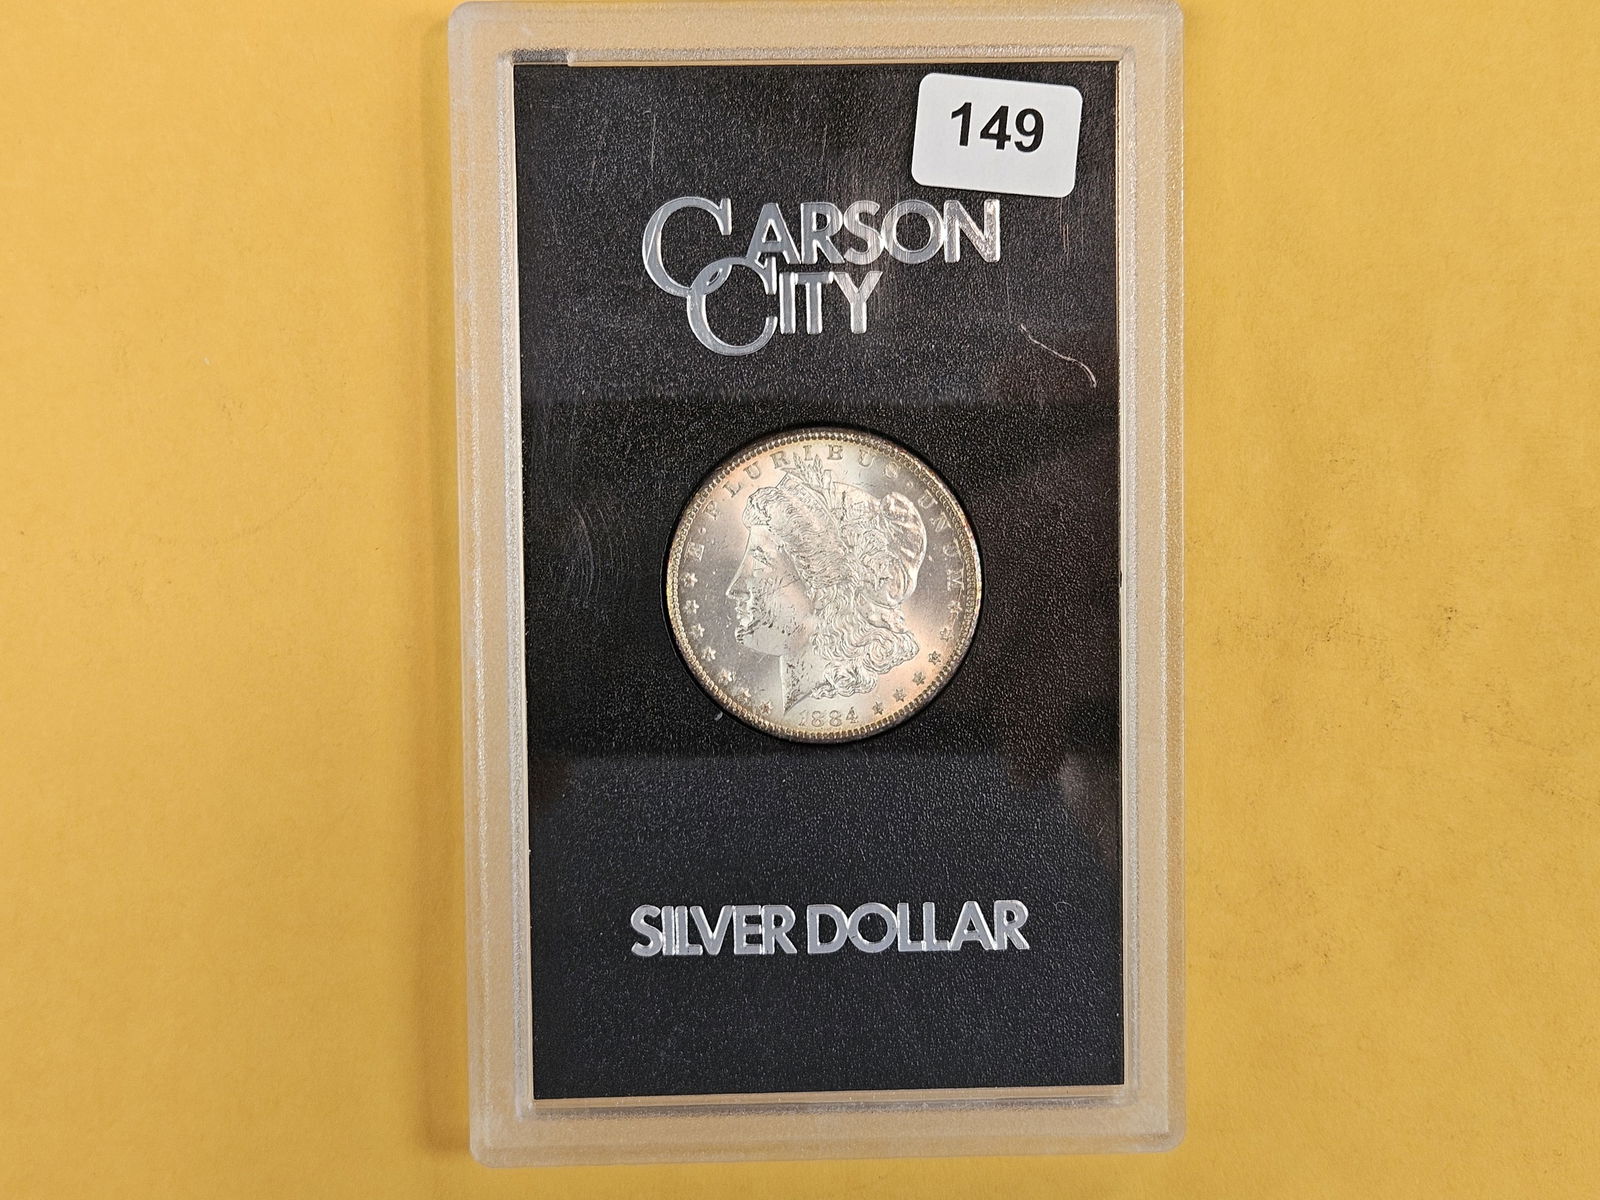 149
CARSON
CITY
E · PLURIBUS · UNUM
1884
SILVER DOLLAR